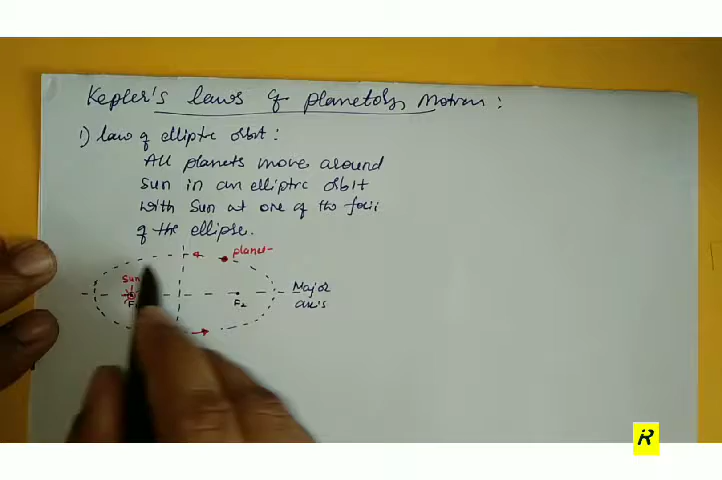 Kepler's laws of planetory Motion :
1) law of elliptic orbit :
All planets move around
Sun in an elliptic orbit
with Sun at one of the focii
of the ellipse.
planet
Sun
F2
Major
axis